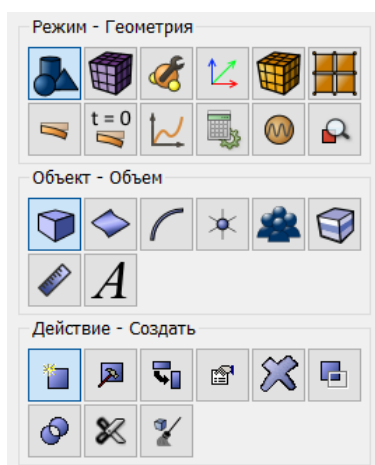 Режим - Геометрия
t = 0
Объект - Объем
A
Действие - Создать